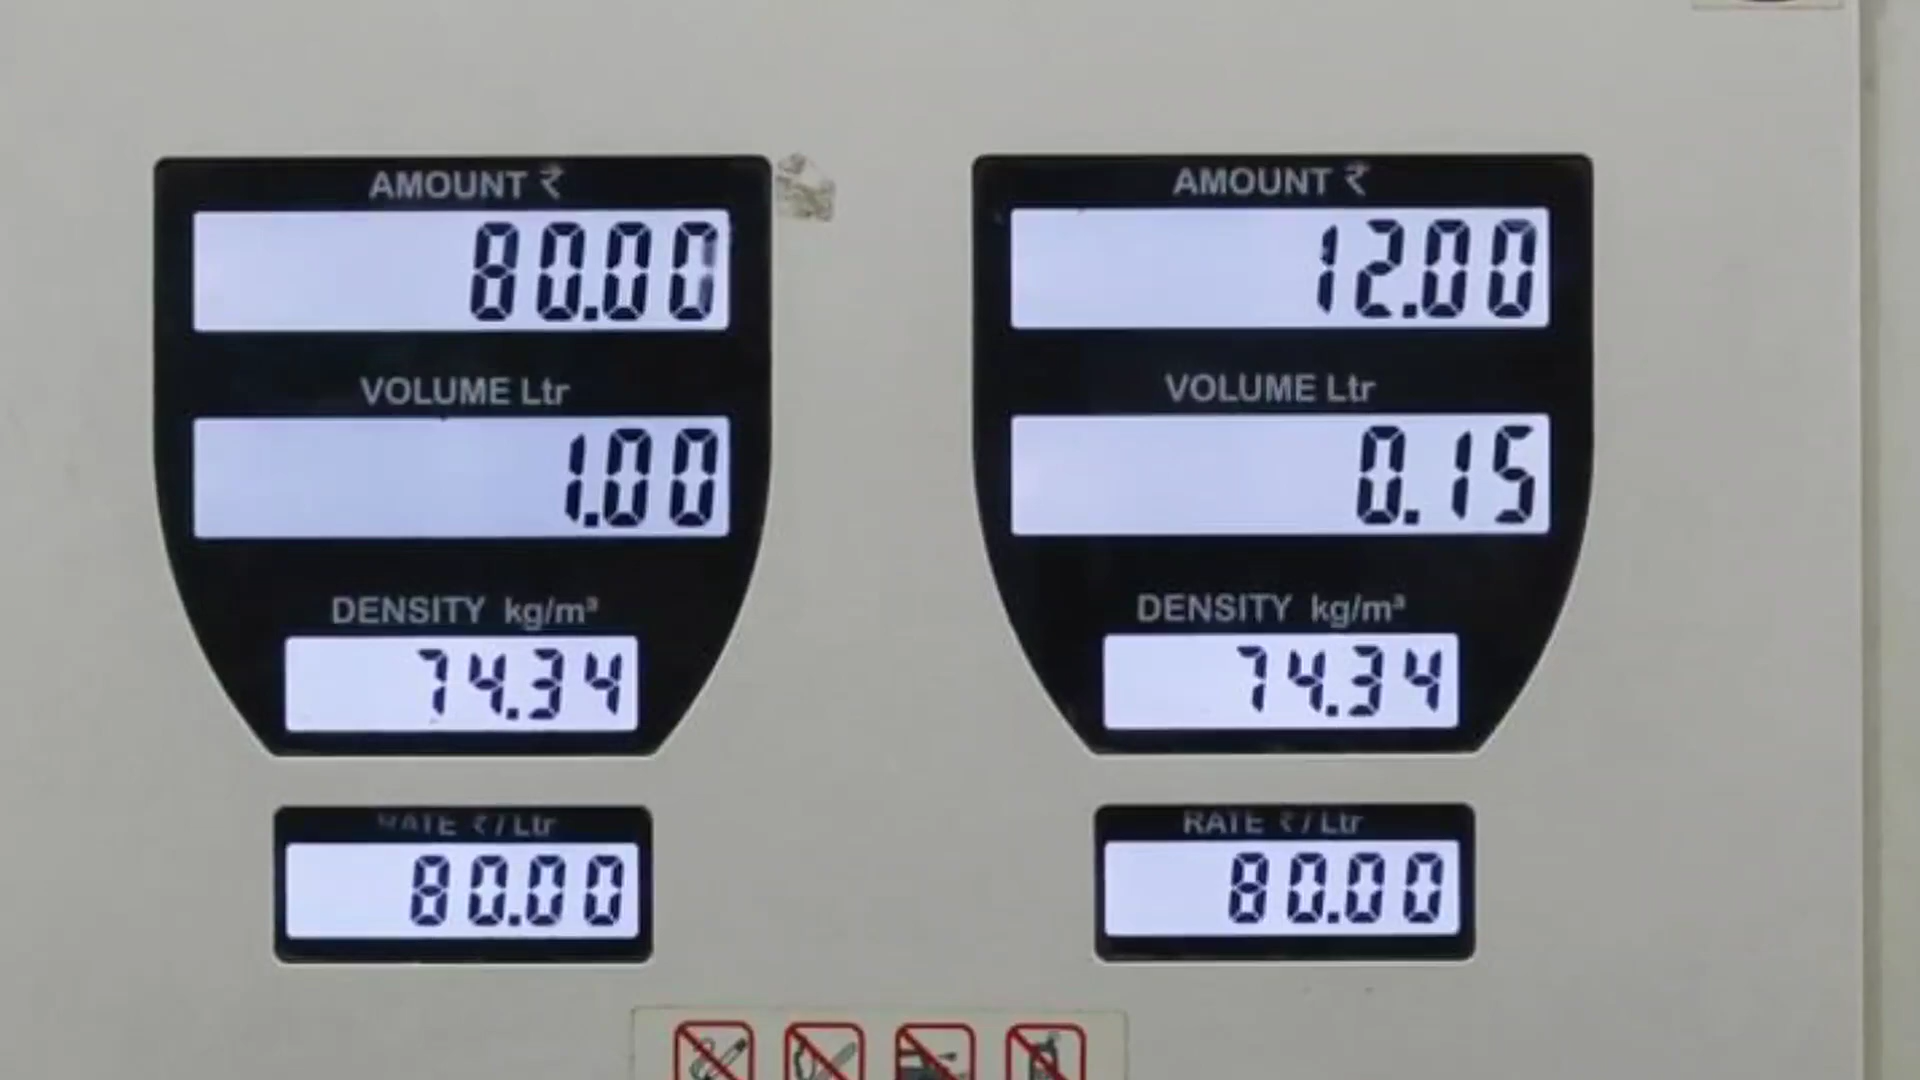 AMOUNT ₹
80.00
VOLUME Ltr
1.00
DENSITY kg/m³
74.34
RATE ₹/Ltr
80.00
AMOUNT ₹
12.00
VOLUME Ltr
0.15
DENSITY kg/m³
74.34
RATE ₹/Ltr
80.00